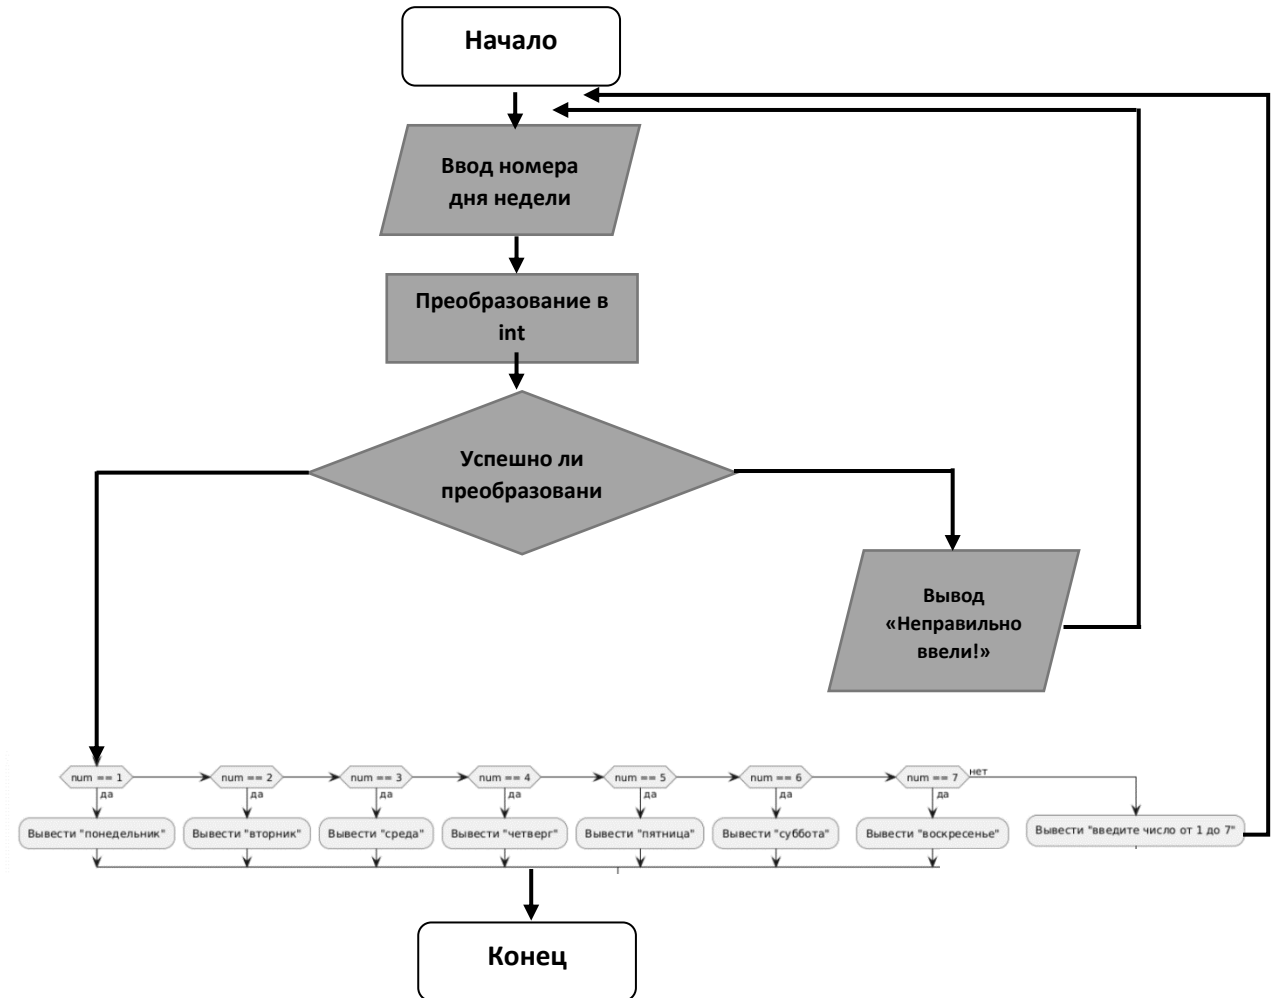 Начало
Ввод номера
дня недели
Преобразование в
int
Успешно ли
преобразовани
Вывод
«Неправильно
ввели!»
num == 1
num == 2
num == 3
num == 4
num == 5
num == 6
num == 7
нет
да
да
да
да
да
да
да
Вывести "понедельник"
Вывести "вторник"
Вывести "среда"
Вывести "четверг"
Вывести "пятница"
Вывести "суббота"
Вывести "воскресенье"
Вывести "введите число от 1 до 7"
Конец